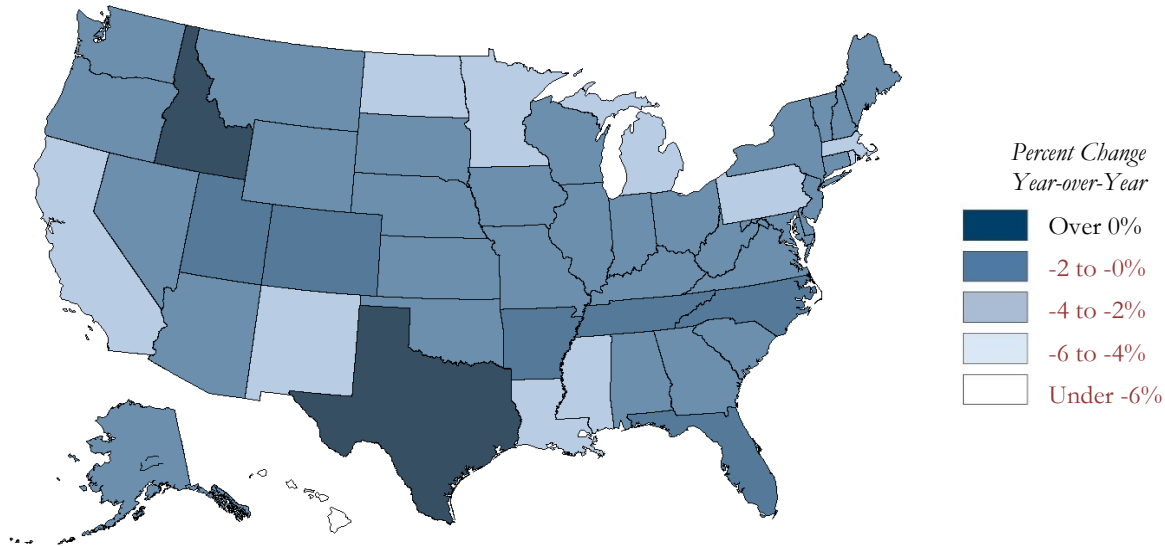 Percent Change
Year-over-Year
Over 0%
-2 to -0%
-4 to -2%
-6 to -4%
Under -6%